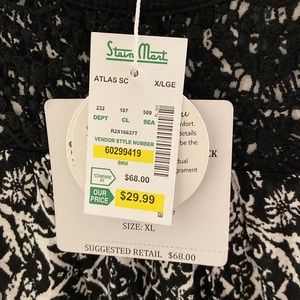 Stein Mart
ATLAS SC X/LGE
232 107 509
DEPT CL SEA
R2X16637T
VENDOR STYLE NUMBER
60299419
SKU
COMPARE AT $68.00
OUR PRICE $29.99
SIZE: XL
SUGGESTED RETAIL $68.00